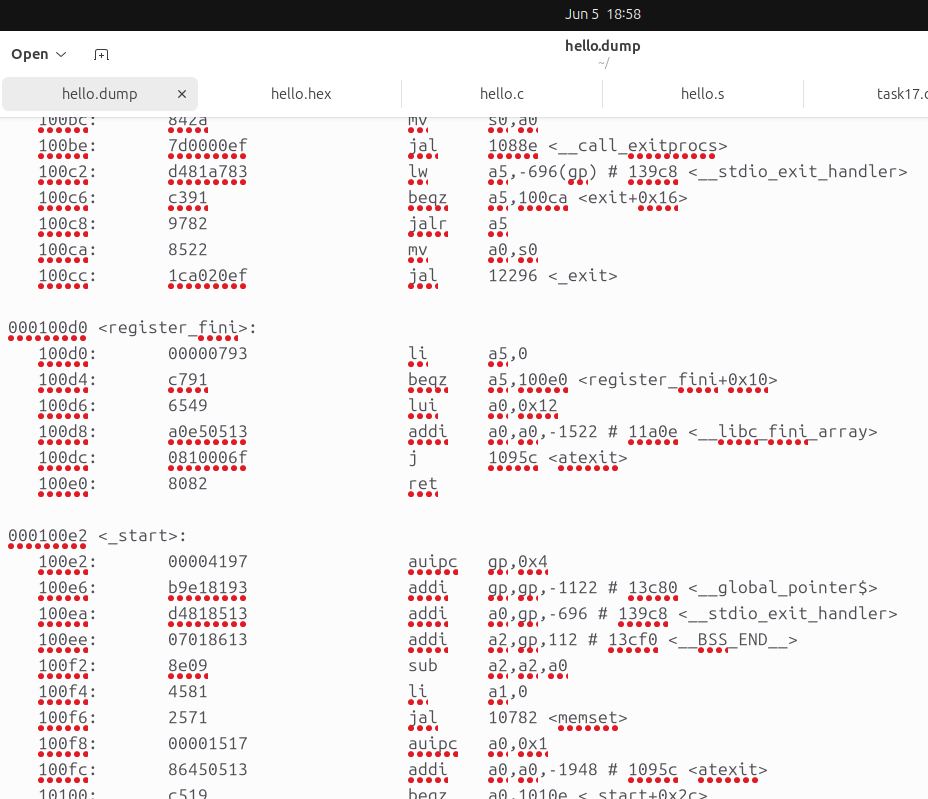 Jun 5 18:58
Open
hello.dump
~/
hello.dump × hello.hex hello.c hello.s task17.c
100bc: 842a mv s0,a0
100be: 7d0000ef jal 1088e <__call_exitprocs>
100c2: d481a783 lw a5,-696(gp) # 139c8 <__stdio_exit_handler>
100c6: c391 beqz a5,100ca <exit+0x16>
100c8: 9782 jalr a5
100ca: 8522 mv a0,s0
100cc: 1ca020ef jal 12296 <_exit>
000100d0 <register_fini>:
100d0: 00000793 li a5,0
100d4: c791 beqz a5,100e0 <register_fini+0x10>
100d6: 6549 lui a0,0x12
100d8: a0e50513 addi a0,a0,-1522 # 11a0e <__libc_fini_array>
100dc: 0810006f j 1095c <atexit>
100e0: 8082 ret
000100e2 <_start>:
100e2: 00004197 auipc gp,0x4
100e6: b9e18193 addi gp,gp,-1122 # 13c80 <__global_pointer$>
100ea: d4818513 addi a0,gp,-696 # 139c8 <__stdio_exit_handler>
100ee: 07018613 addi a2,gp,112 # 13cf0 <__BSS_END__>
100f2: 8e09 sub a2,a2,a0
100f4: 4581 li a1,0
100f6: 2571 jal 10782 <memset>
100f8: 00001517 auipc a0,0x1
100fc: 86450513 addi a0,a0,-1948 # 1095c <atexit>
10100: c519 beqz a0,1010e <_start+0x2c>